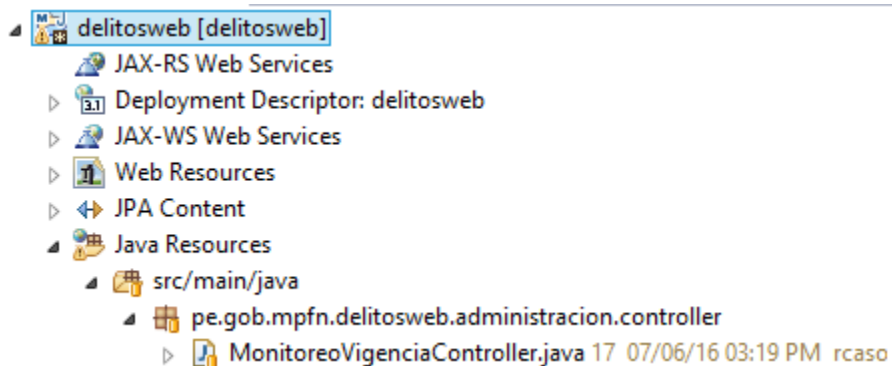 delitosweb [delitosweb]
JAX-RS Web Services
3.1 Deployment Descriptor: delitosweb
JAX-WS Web Services
Web Resources
JPA Content
Java Resources
src/main/java
pe.gob.mpfn.delitosweb.administracion.controller
MonitoreoVigenciaController.java 17 07/06/16 03:19 PM rcaso